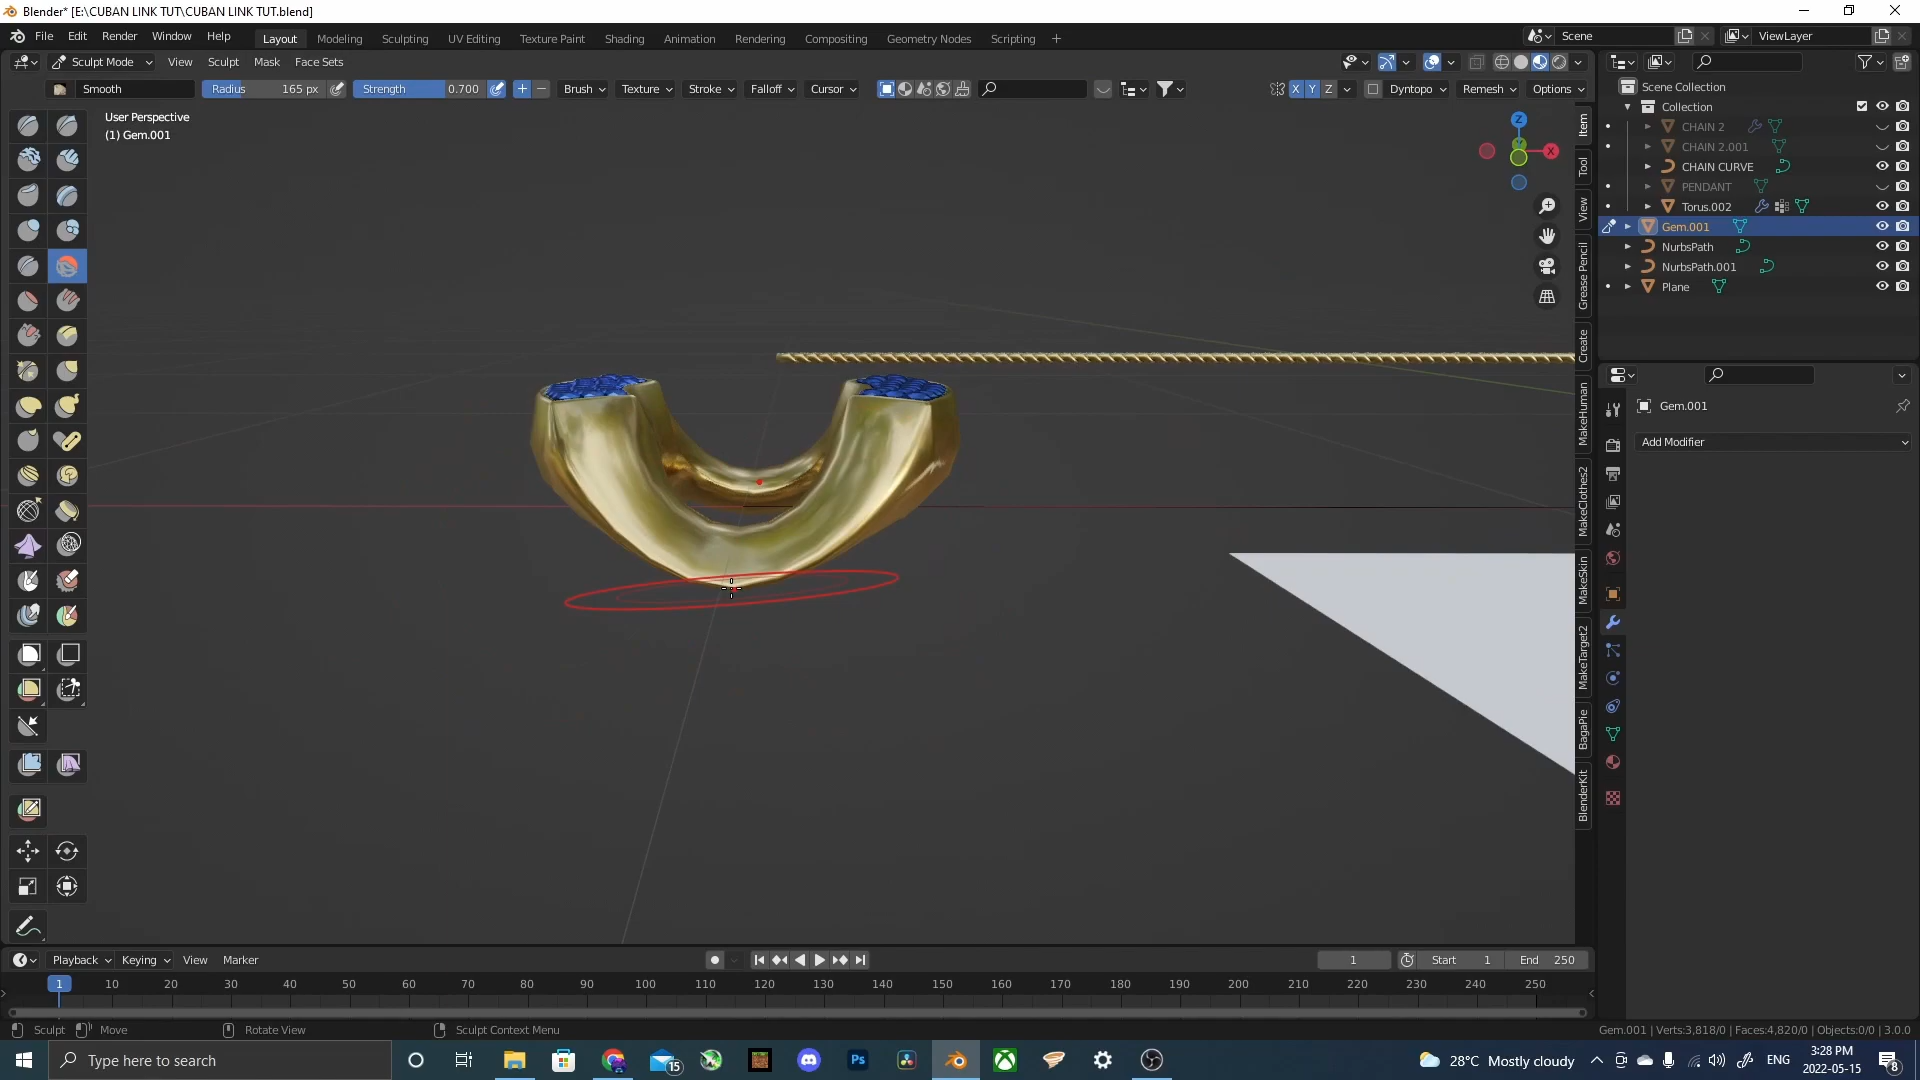 Blender* [E:\CUBAN LINK TUT\CUBAN LINK TUT.blend]
File Edit Render Window Help Layout Modeling Sculpting UV Editing Texture Paint Shading Animation Rendering Compositing Geometry Nodes Scripting + Scene ViewLayer
Sculpt Mode View Sculpt Mask Face Sets
Smooth Radius 165 px Strength 0.700 + − Brush Texture Stroke Falloff Cursor X Y Z Dyntopo Remesh Options
User Perspective
(1) Gem.001
Z
X
Item
Tool
View
Grease Pencil
Create
MakeHuman
MakeClothes2
MakeSkin
MakeTarget2
BagaPie
BlenderKit
Scene Collection
Collection
CHAIN 2
CHAIN 2.001
CHAIN CURVE
PENDANT
Torus.002
Gem.001
NurbsPath
NurbsPath.001
Plane
Gem.001
Add Modifier
Playback Keying View Marker 1 Start 1 End 250
1 10 20 30 40 50 60 70 80 90 100 110 120 130 140 150 160 170 180 190 200 210 220 230 240 250
Sculpt Move Rotate View Sculpt Context Menu Gem.001 | Verts:3,818/0 | Faces:4,820/0 | Objects:0/0 | 3.0.0
Type here to search 15 Ps 28°C Mostly cloudy ENG 3:28 PM
2022-05-15 8